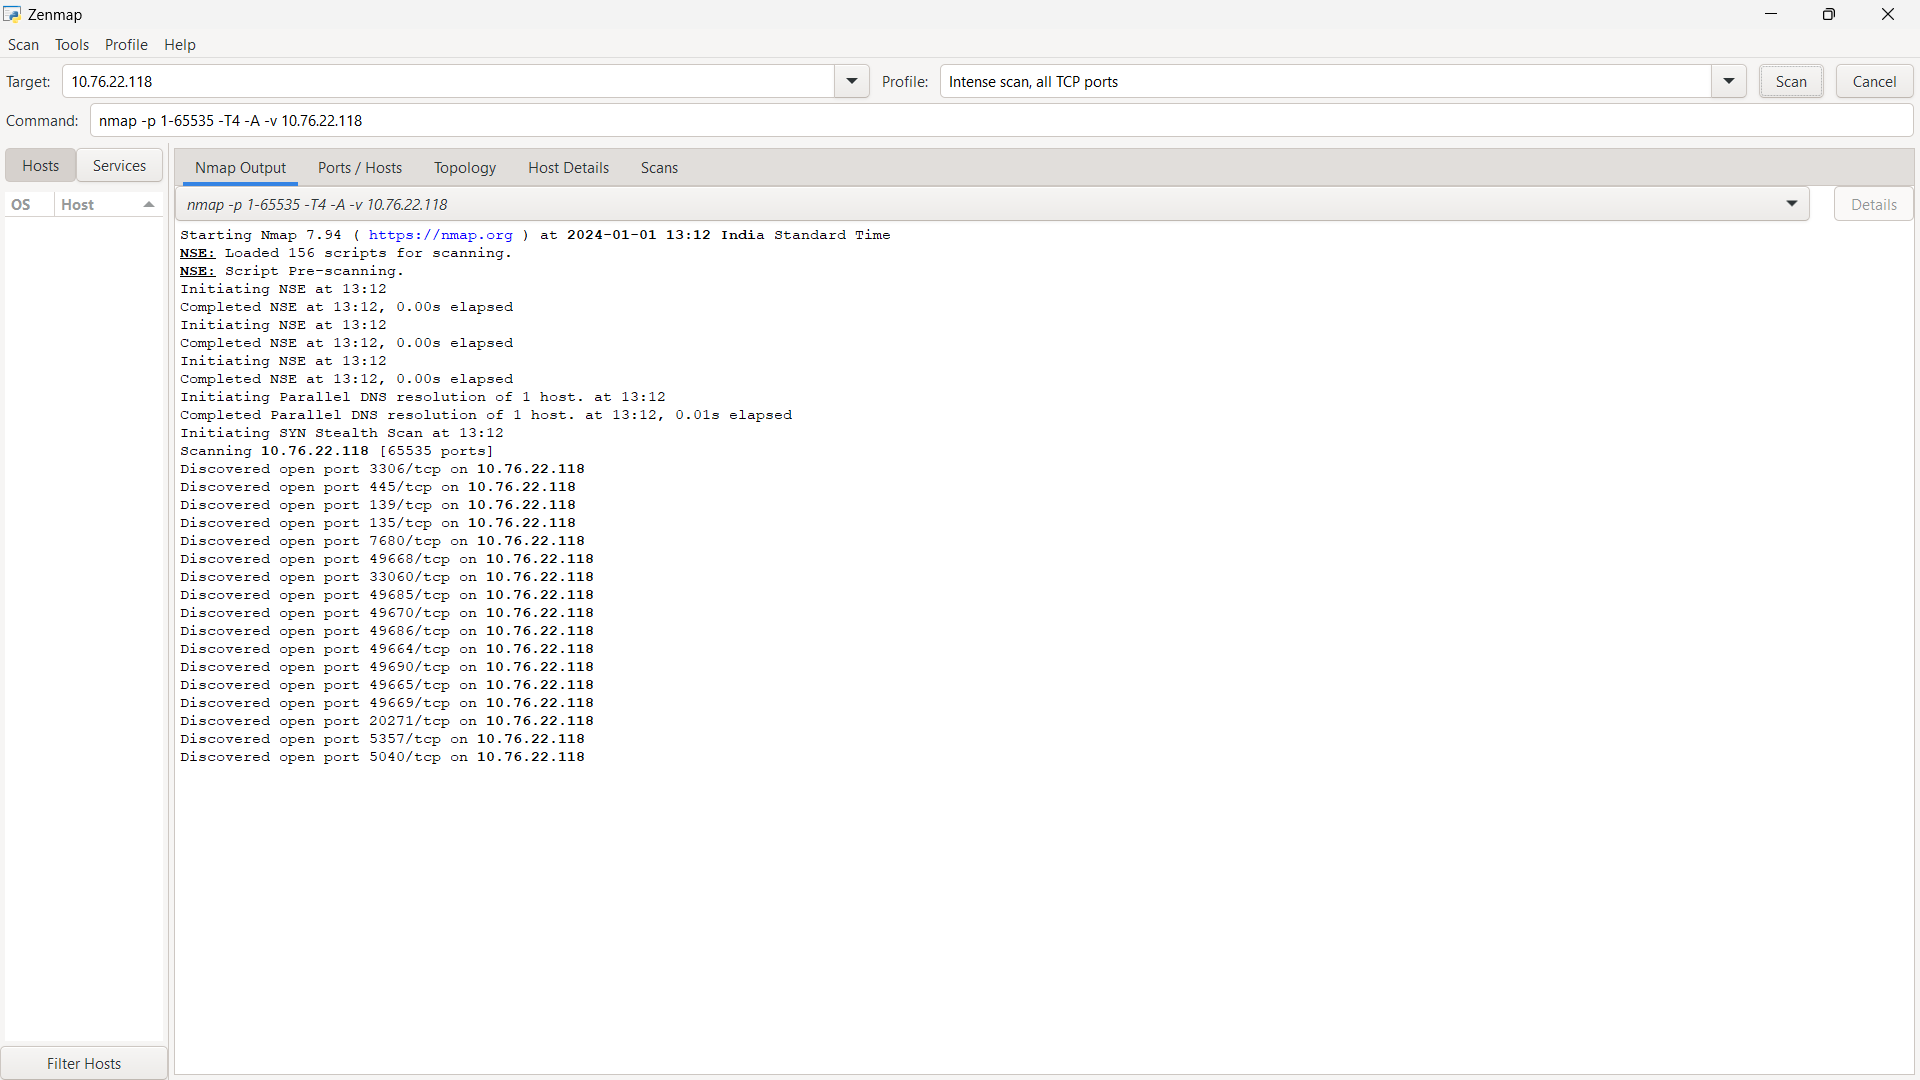 Zenmap
Scan Tools Profile Help
Target: 10.76.22.118 Profile: Intense scan, all TCP ports Scan Cancel
Command: nmap -p 1-65535 -T4 -A -v 10.76.22.118
Hosts Services
Nmap Output Ports / Hosts Topology Host Details Scans
OS Host
nmap -p 1-65535 -T4 -A -v 10.76.22.118 Details
Starting Nmap 7.94 ( https://nmap.org ) at 2024-01-01 13:12 India Standard Time
NSE: Loaded 156 scripts for scanning.
NSE: Script Pre-scanning.
Initiating NSE at 13:12
Completed NSE at 13:12, 0.00s elapsed
Initiating NSE at 13:12
Completed NSE at 13:12, 0.00s elapsed
Initiating NSE at 13:12
Completed NSE at 13:12, 0.00s elapsed
Initiating Parallel DNS resolution of 1 host. at 13:12
Completed Parallel DNS resolution of 1 host. at 13:12, 0.01s elapsed
Initiating SYN Stealth Scan at 13:12
Scanning 10.76.22.118 [65535 ports]
Discovered open port 3306/tcp on 10.76.22.118
Discovered open port 445/tcp on 10.76.22.118
Discovered open port 139/tcp on 10.76.22.118
Discovered open port 135/tcp on 10.76.22.118
Discovered open port 7680/tcp on 10.76.22.118
Discovered open port 49668/tcp on 10.76.22.118
Discovered open port 33060/tcp on 10.76.22.118
Discovered open port 49685/tcp on 10.76.22.118
Discovered open port 49670/tcp on 10.76.22.118
Discovered open port 49686/tcp on 10.76.22.118
Discovered open port 49664/tcp on 10.76.22.118
Discovered open port 49690/tcp on 10.76.22.118
Discovered open port 49665/tcp on 10.76.22.118
Discovered open port 49669/tcp on 10.76.22.118
Discovered open port 20271/tcp on 10.76.22.118
Discovered open port 5357/tcp on 10.76.22.118
Discovered open port 5040/tcp on 10.76.22.118
Filter Hosts